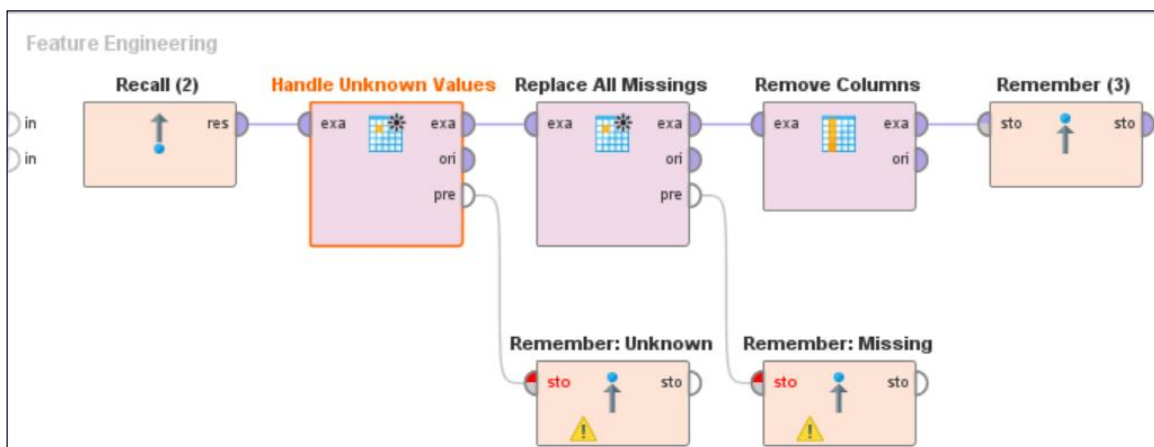 Feature Engineering
Recall (2) Handle Unknown Values Replace All Missings Remove Columns Remember (3)
in res exa exa exa exa exa exa sto sto
in ori ori ori
pre pre
Remember: Unknown Remember: Missing
sto sto sto sto